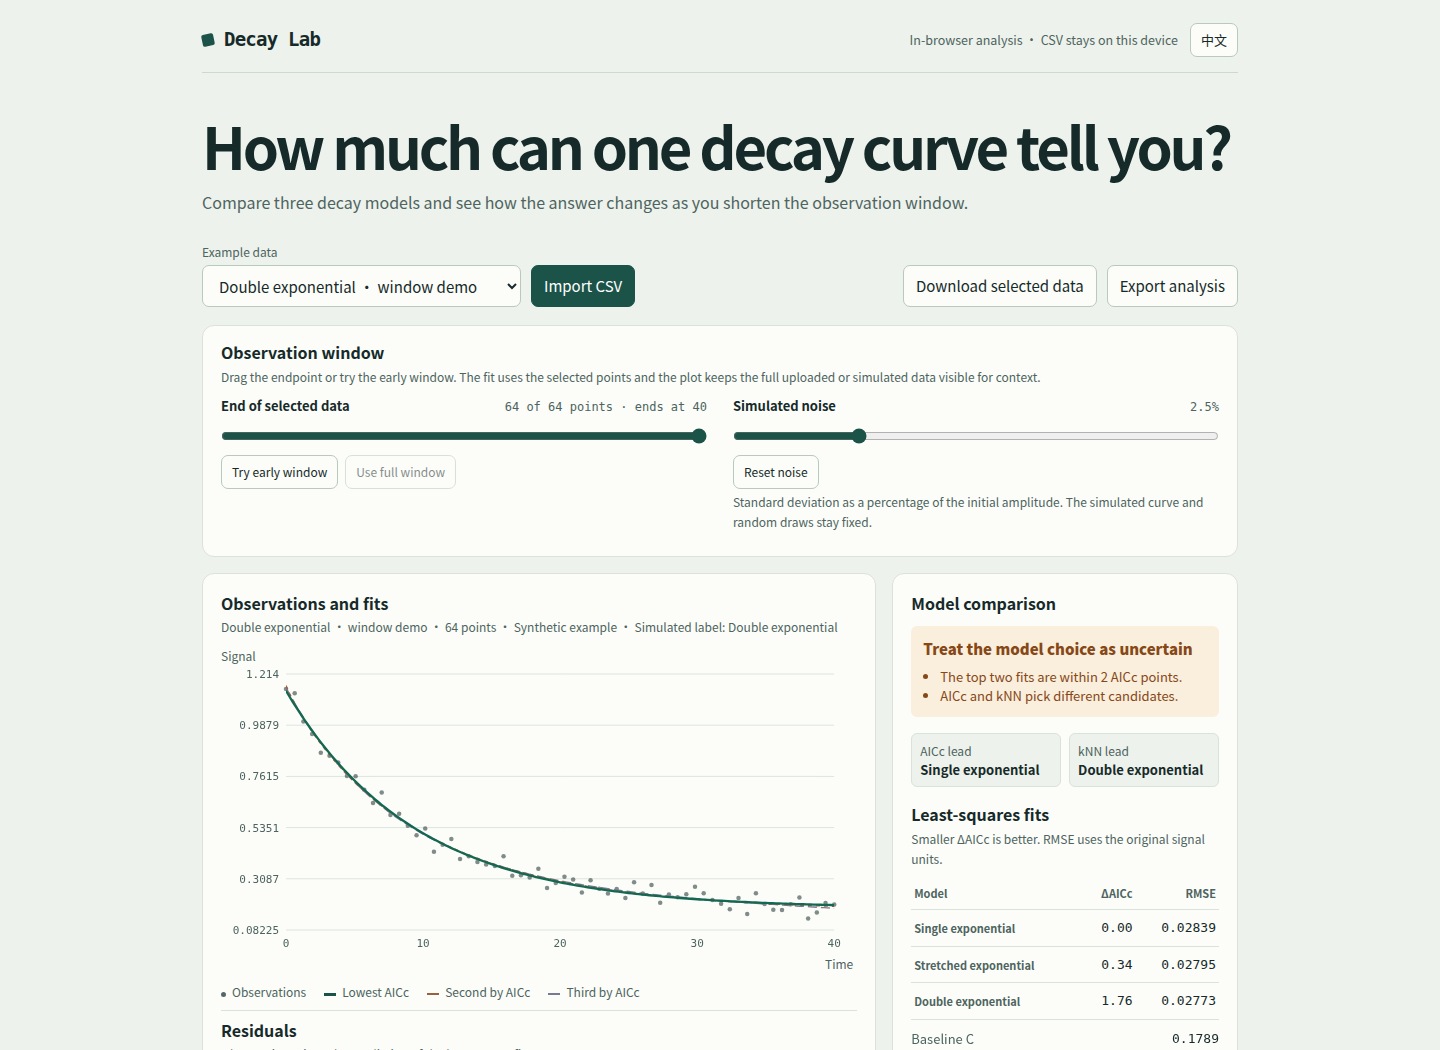 Decay Lab
In-browser analysis • CSV stays on this device
中文
How much can one decay curve tell you?
Compare three decay models and see how the answer changes as you shorten the observation window.
Example data
Double exponential • window demo
Import CSV
Download selected data
Export analysis
Observation window
Drag the endpoint or try the early window. The fit uses the selected points and the plot keeps the full uploaded or simulated data visible for context.
End of selected data
64 of 64 points · ends at 40
Simulated noise
2.5%
Try early window
Use full window
Reset noise
Standard deviation as a percentage of the initial amplitude. The simulated curve and
random draws stay fixed.
Observations and fits
Double exponential • window demo • 64 points • Synthetic example • Simulated label: Double exponential
Signal
1.214
0.9879
0.7615
0.5351
0.3087
0.08225
0
10
20
30
40
Time
Observations
Lowest AICc
Second by AICc
Third by AICc
Residuals
Model comparison
Treat the model choice as uncertain
• The top two fits are within 2 AICc points.
• AICc and kNN pick different candidates.
AICc lead
Single exponential
kNN lead
Double exponential
Least-squares fits
Smaller ΔAICc is better. RMSE uses the original signal
units.
Model ΔAICc RMSE
Single exponential 0.00 0.02839
Stretched exponential 0.34 0.02795
Double exponential 1.76 0.02773
Baseline C 0.1789